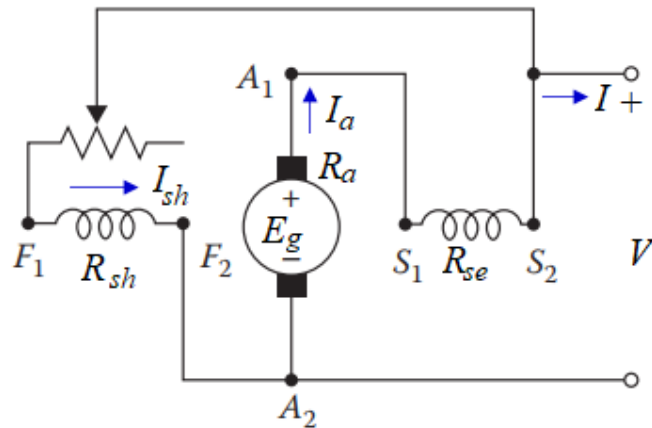 A1
Ia
I +
Ra
Ish
Eg
+
−
F1
Rsh
F2
S1
Rse
S2
V
A2